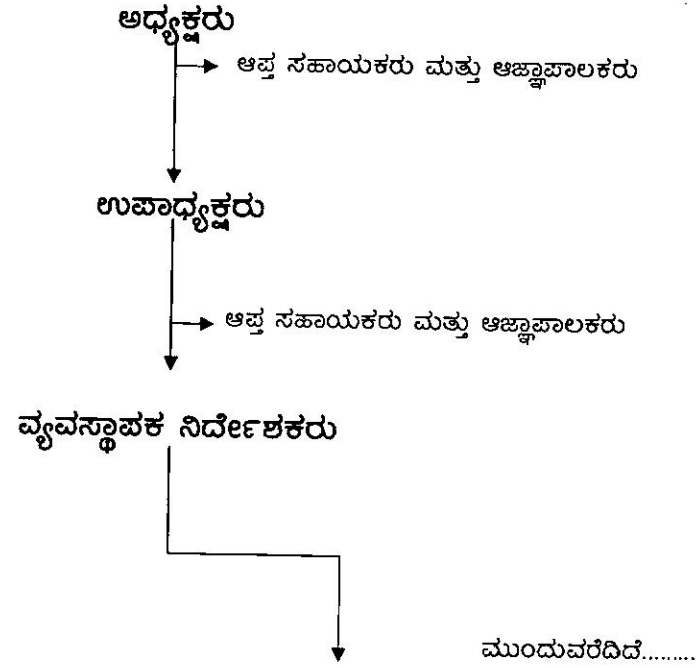 ಅಧ್ಯಕ್ಷರು
ಆಪ್ತ ಸಹಾಯಕರು ಮತ್ತು ಆಜ್ಞಾಪಾಲಕರು
ಉಪಾಧ್ಯಕ್ಷರು
ಆಪ್ತ ಸಹಾಯಕರು ಮತ್ತು ಆಜ್ಞಾಪಾಲಕರು
ವ್ಯವಸ್ಥಾಪಕ ನಿರ್ದೇಶಕರು
ಮುಂದುವರೆದಿದೆ.........